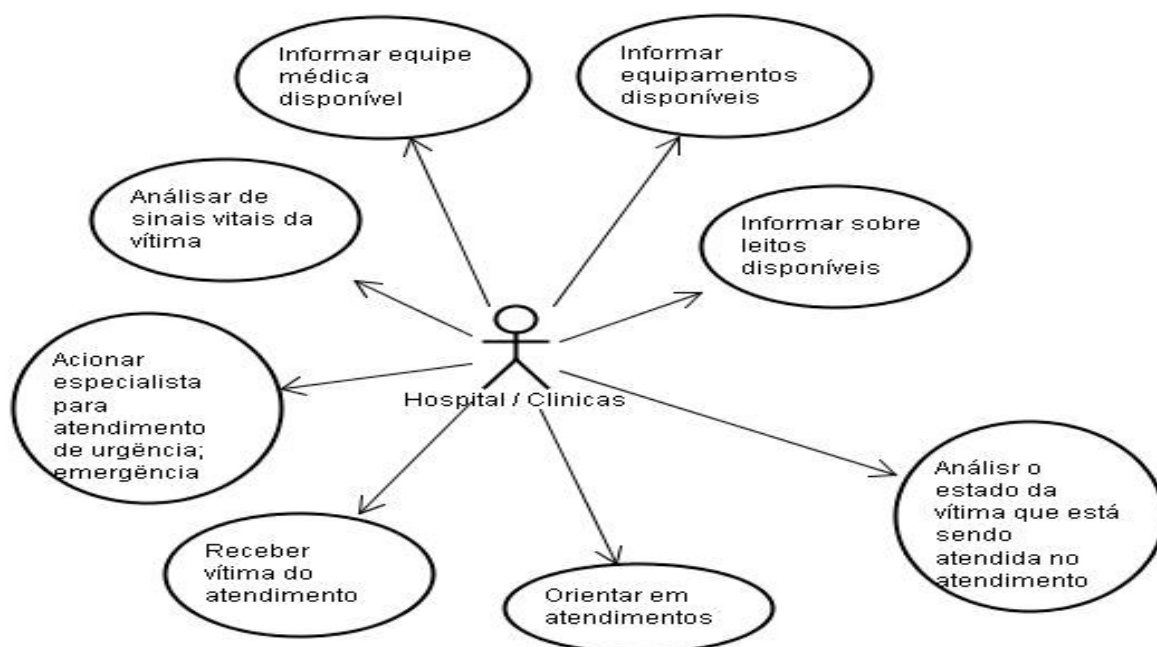 Informar equipe
médica
disponível
Informar
equipamentos
disponíveis
Análisar de
sinais vitais da
vítima
Informar sobre
leitos
disponíveis
Acionar
especialista
para
atendimento
de urgëncia;
emergëncia
Hospital / Clinicas
Análisr o
estado da
vítima que está
sendo
atendida no
atendimento
Receber
vítima do
atendimento
Orientar em
atendimentos